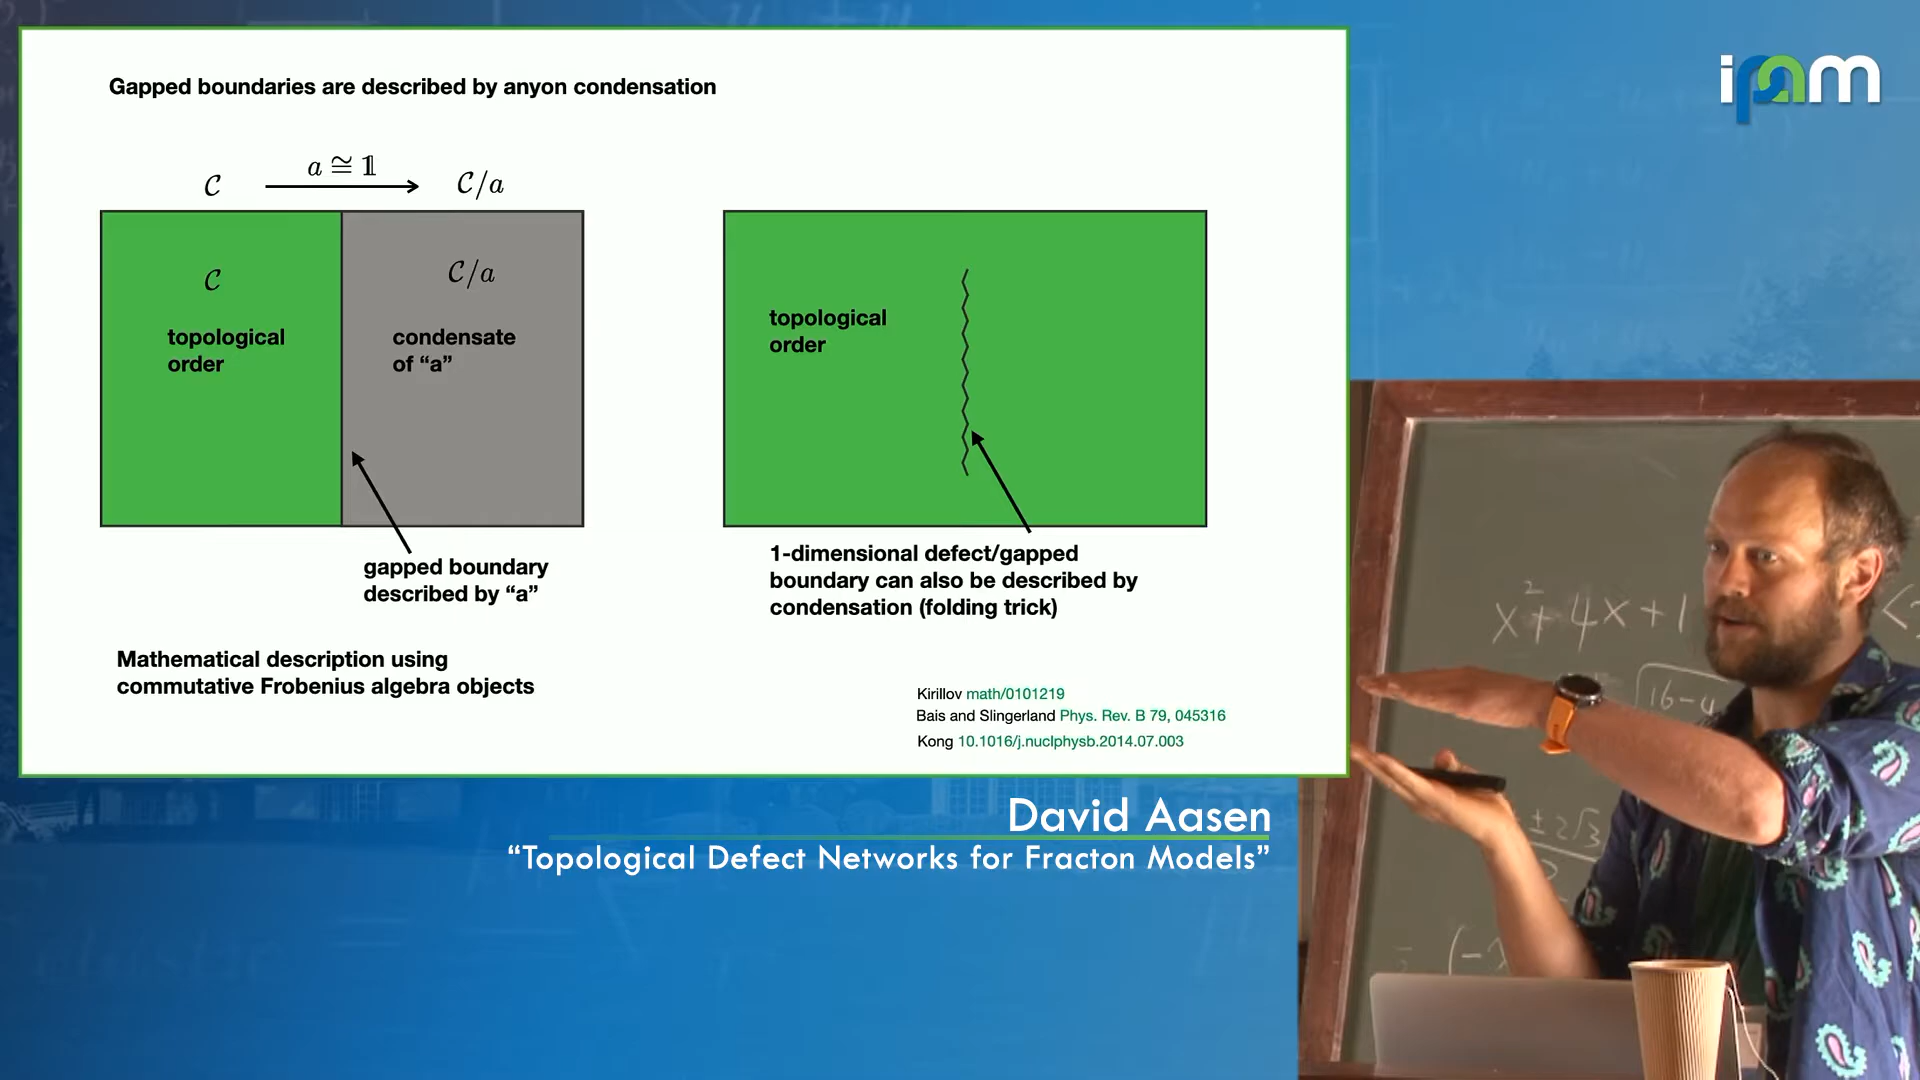 Gapped boundaries are described by anyon condensation
𝒞 a ≅ 𝟙 𝒞/a
𝒞
topological
order
𝒞/a
condensate
of “a”
gapped boundary
described by “a”
Mathematical description using
commutative Frobenius algebra objects
topological
order
1-dimensional defect/gapped
boundary can also be described by
condensation (folding trick)
Kirillov math/0101219
Bais and Slingerland Phys. Rev. B 79, 045316
Kong 10.1016/j.nuclphysb.2014.07.003
ipam
David Aasen
“Topological Defect Networks for Fracton Models”
x² + 4x + 1
16 - 4
± 2√3